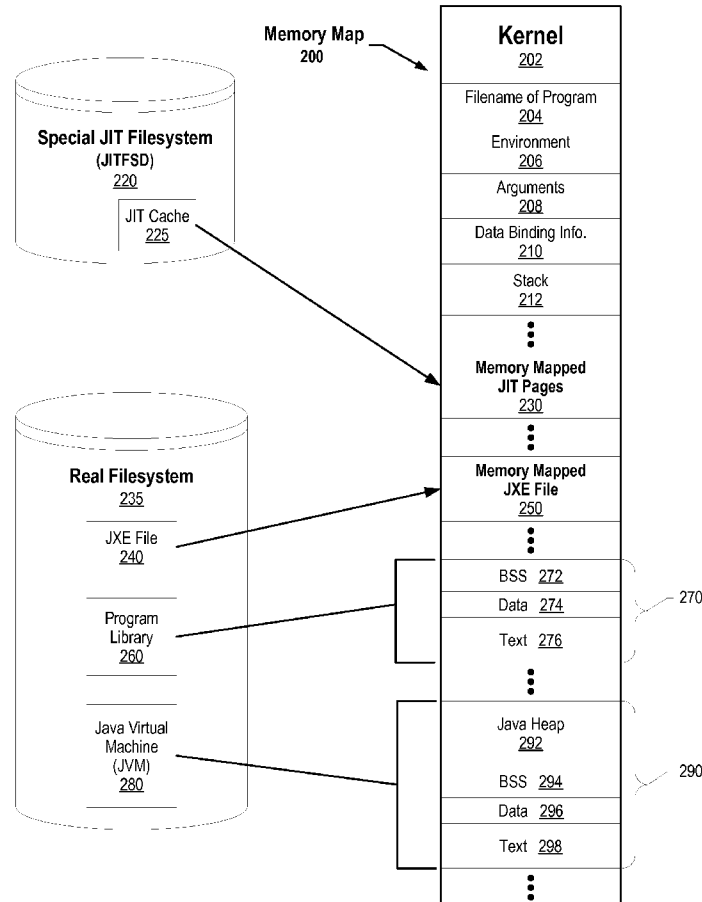 Memory Map
200
Kernel
202
Filename of Program
204
Environment
206
Arguments
208
Data Binding Info.
210
Stack
212
Memory Mapped
JIT Pages
230
Memory Mapped
JXE File
250
BSS 272
Data 274
Text 276
270
Java Heap
292
BSS 294
Data 296
Text 298
290
Special JIT Filesystem
(JITFSD)
220
JIT Cache
225
Real Filesystem
235
JXE File
240
Program
Library
260
Java Virtual
Machine
(JVM)
280